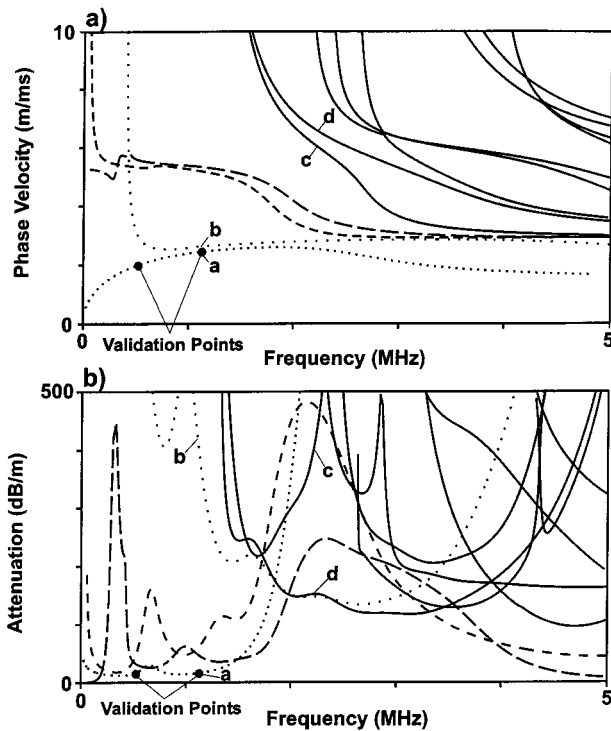 a)
10
Phase Velocity (m/ms)
d
c
b
a
0
0
5
Validation Points
Frequency (MHz)
b)
500
Attenuation (dB/m)
b
c
d
a
0
0
5
Validation Points
Frequency (MHz)